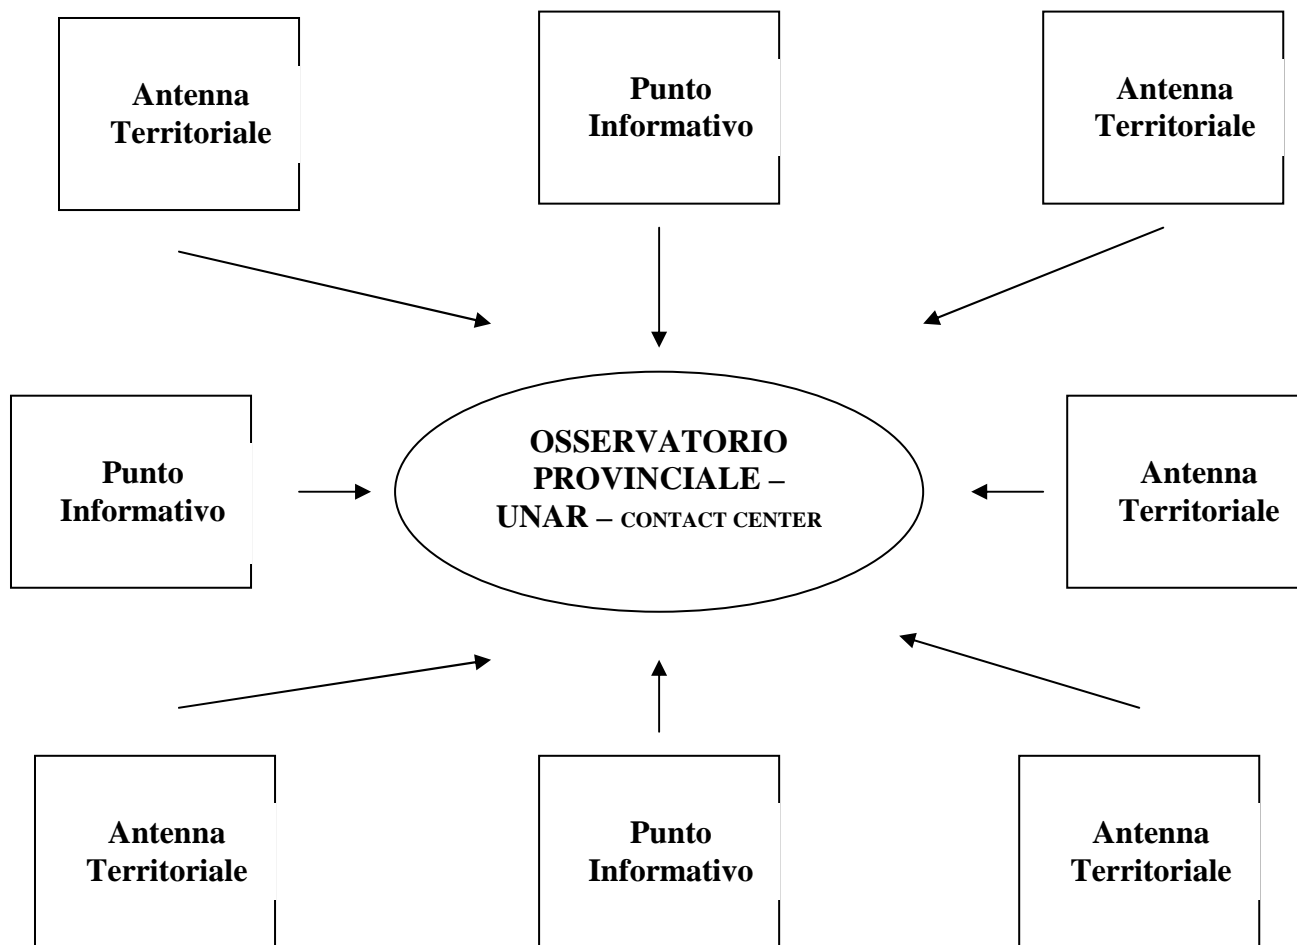 Antenna
Territoriale
Punto
Informativo
Antenna
Territoriale
Punto
Informativo
OSSERVATORIO
PROVINCIALE –
UNAR – CONTACT CENTER
Antenna
Territoriale
Antenna
Territoriale
Punto
Informativo
Antenna
Territoriale